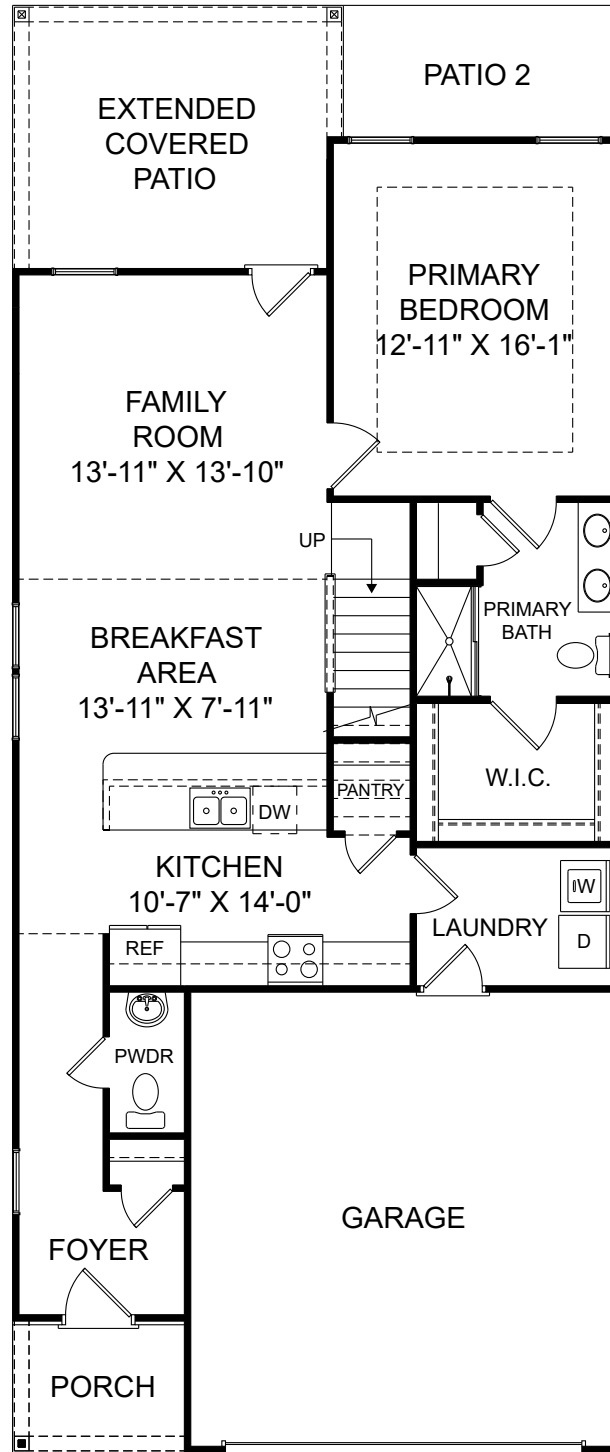 PATIO 2
EXTENDED
COVERED
PATIO
PRIMARY
BEDROOM
12'-11" X 16'-1"
FAMILY
ROOM
13'-11" X 13'-10"
UP
PRIMARY
BATH
BREAKFAST
AREA
13'-11" X 7'-11"
W.I.C.
PANTRY
DW
KITCHEN
10'-7" X 14'-0"
W
LAUNDRY
D
REF
PWDR
GARAGE
FOYER
PORCH